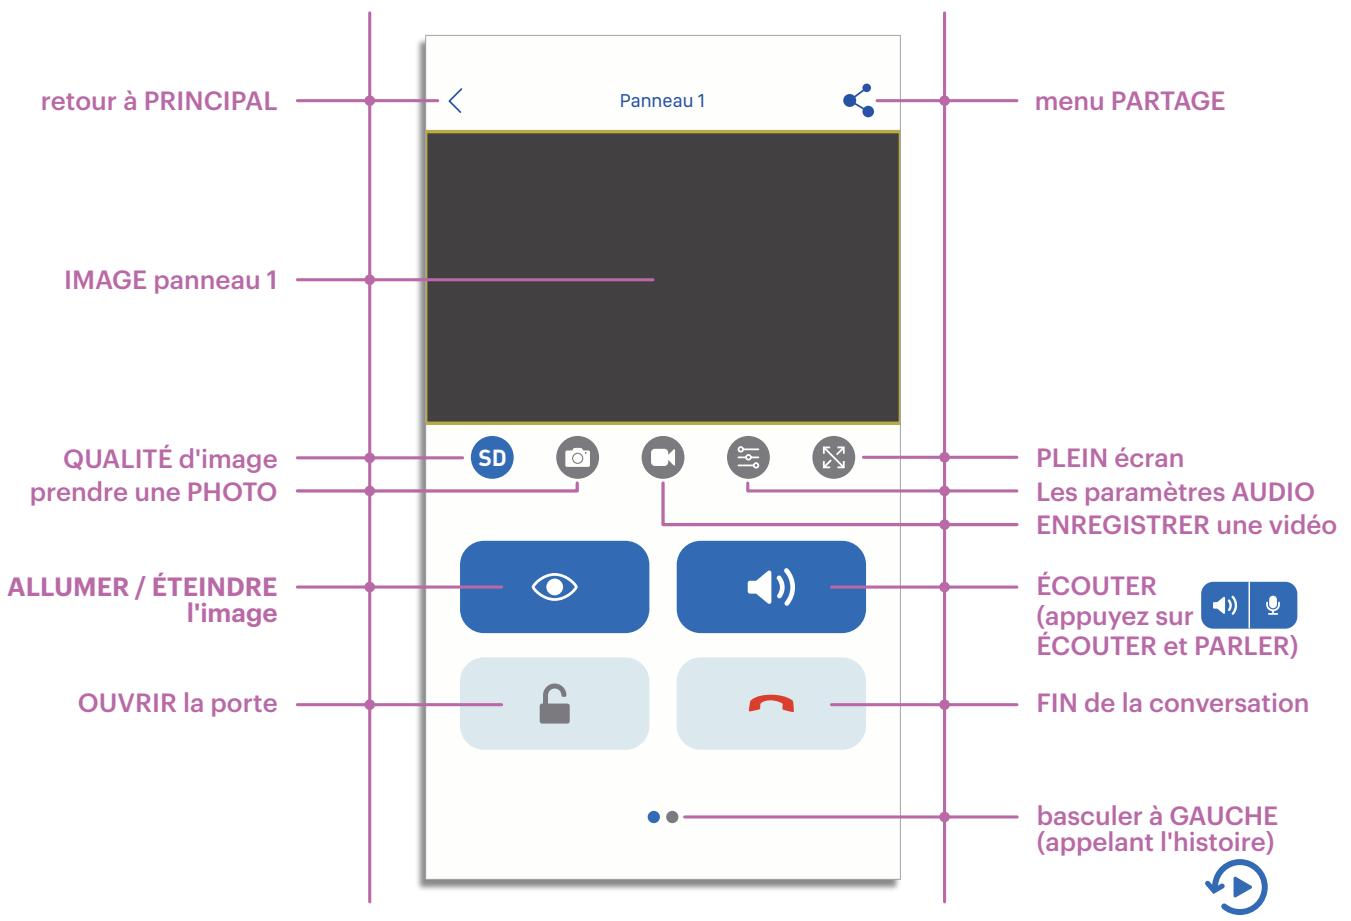 retour à PRINCIPAL
Panneau 1
menu PARTAGE
IMAGE panneau 1
QUALITÉ d'image
SD
PLEIN écran
prendre une PHOTO
Les paramètres AUDIO
ENREGISTRER une vidéo
ALLUMER / ÉTEINDRE
l'image
ÉCOUTER
(appuyez sur
ÉCOUTER et PARLER)
OUVRIR la porte
FIN de la conversation
basculer à GAUCHE
(appelant l'histoire)